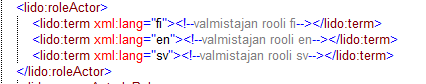 <lido:roleActor>
<lido:term xml:lang="fi"><!--valmistajan rooli fi--></lido:term>
<lido:term xml:lang="en"><!--valmistajan rooli en--></lido:term>
<lido:term xml:lang="sv"><!--valmistajan rooli sv--></lido:term>
</lido:roleActor>